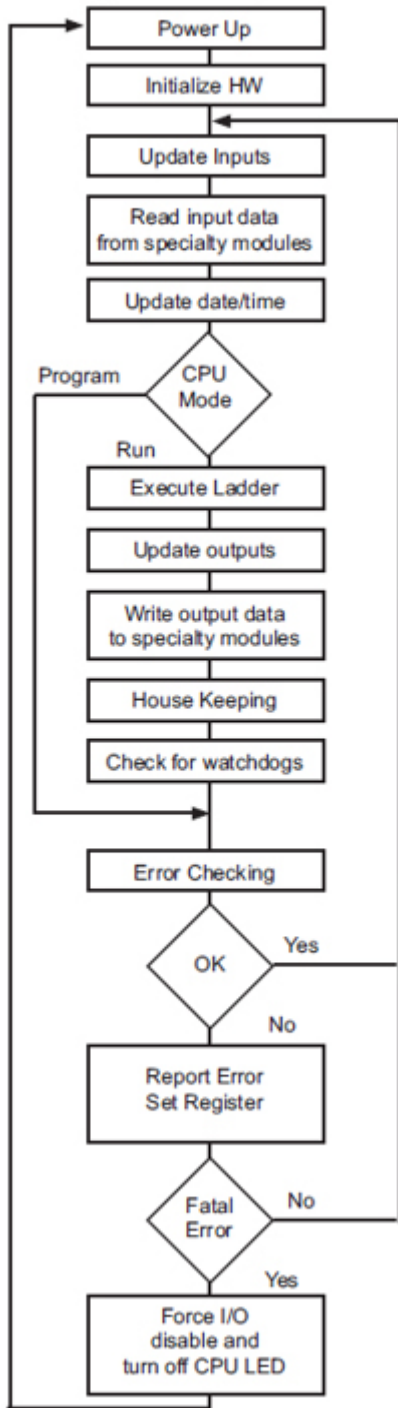 Power Up
Initialize HW
Update Inputs
Read input data
from specialty modules
Update date/time
Program
CPU
Mode
Run
Execute Ladder
Update outputs
Write output data
to specialty modules
House Keeping
Check for watchdogs
Error Checking
OK
Yes
No
Report Error
Set Register
Fatal
Error
No
Yes
Force I/O
disable and
turn off CPU LED